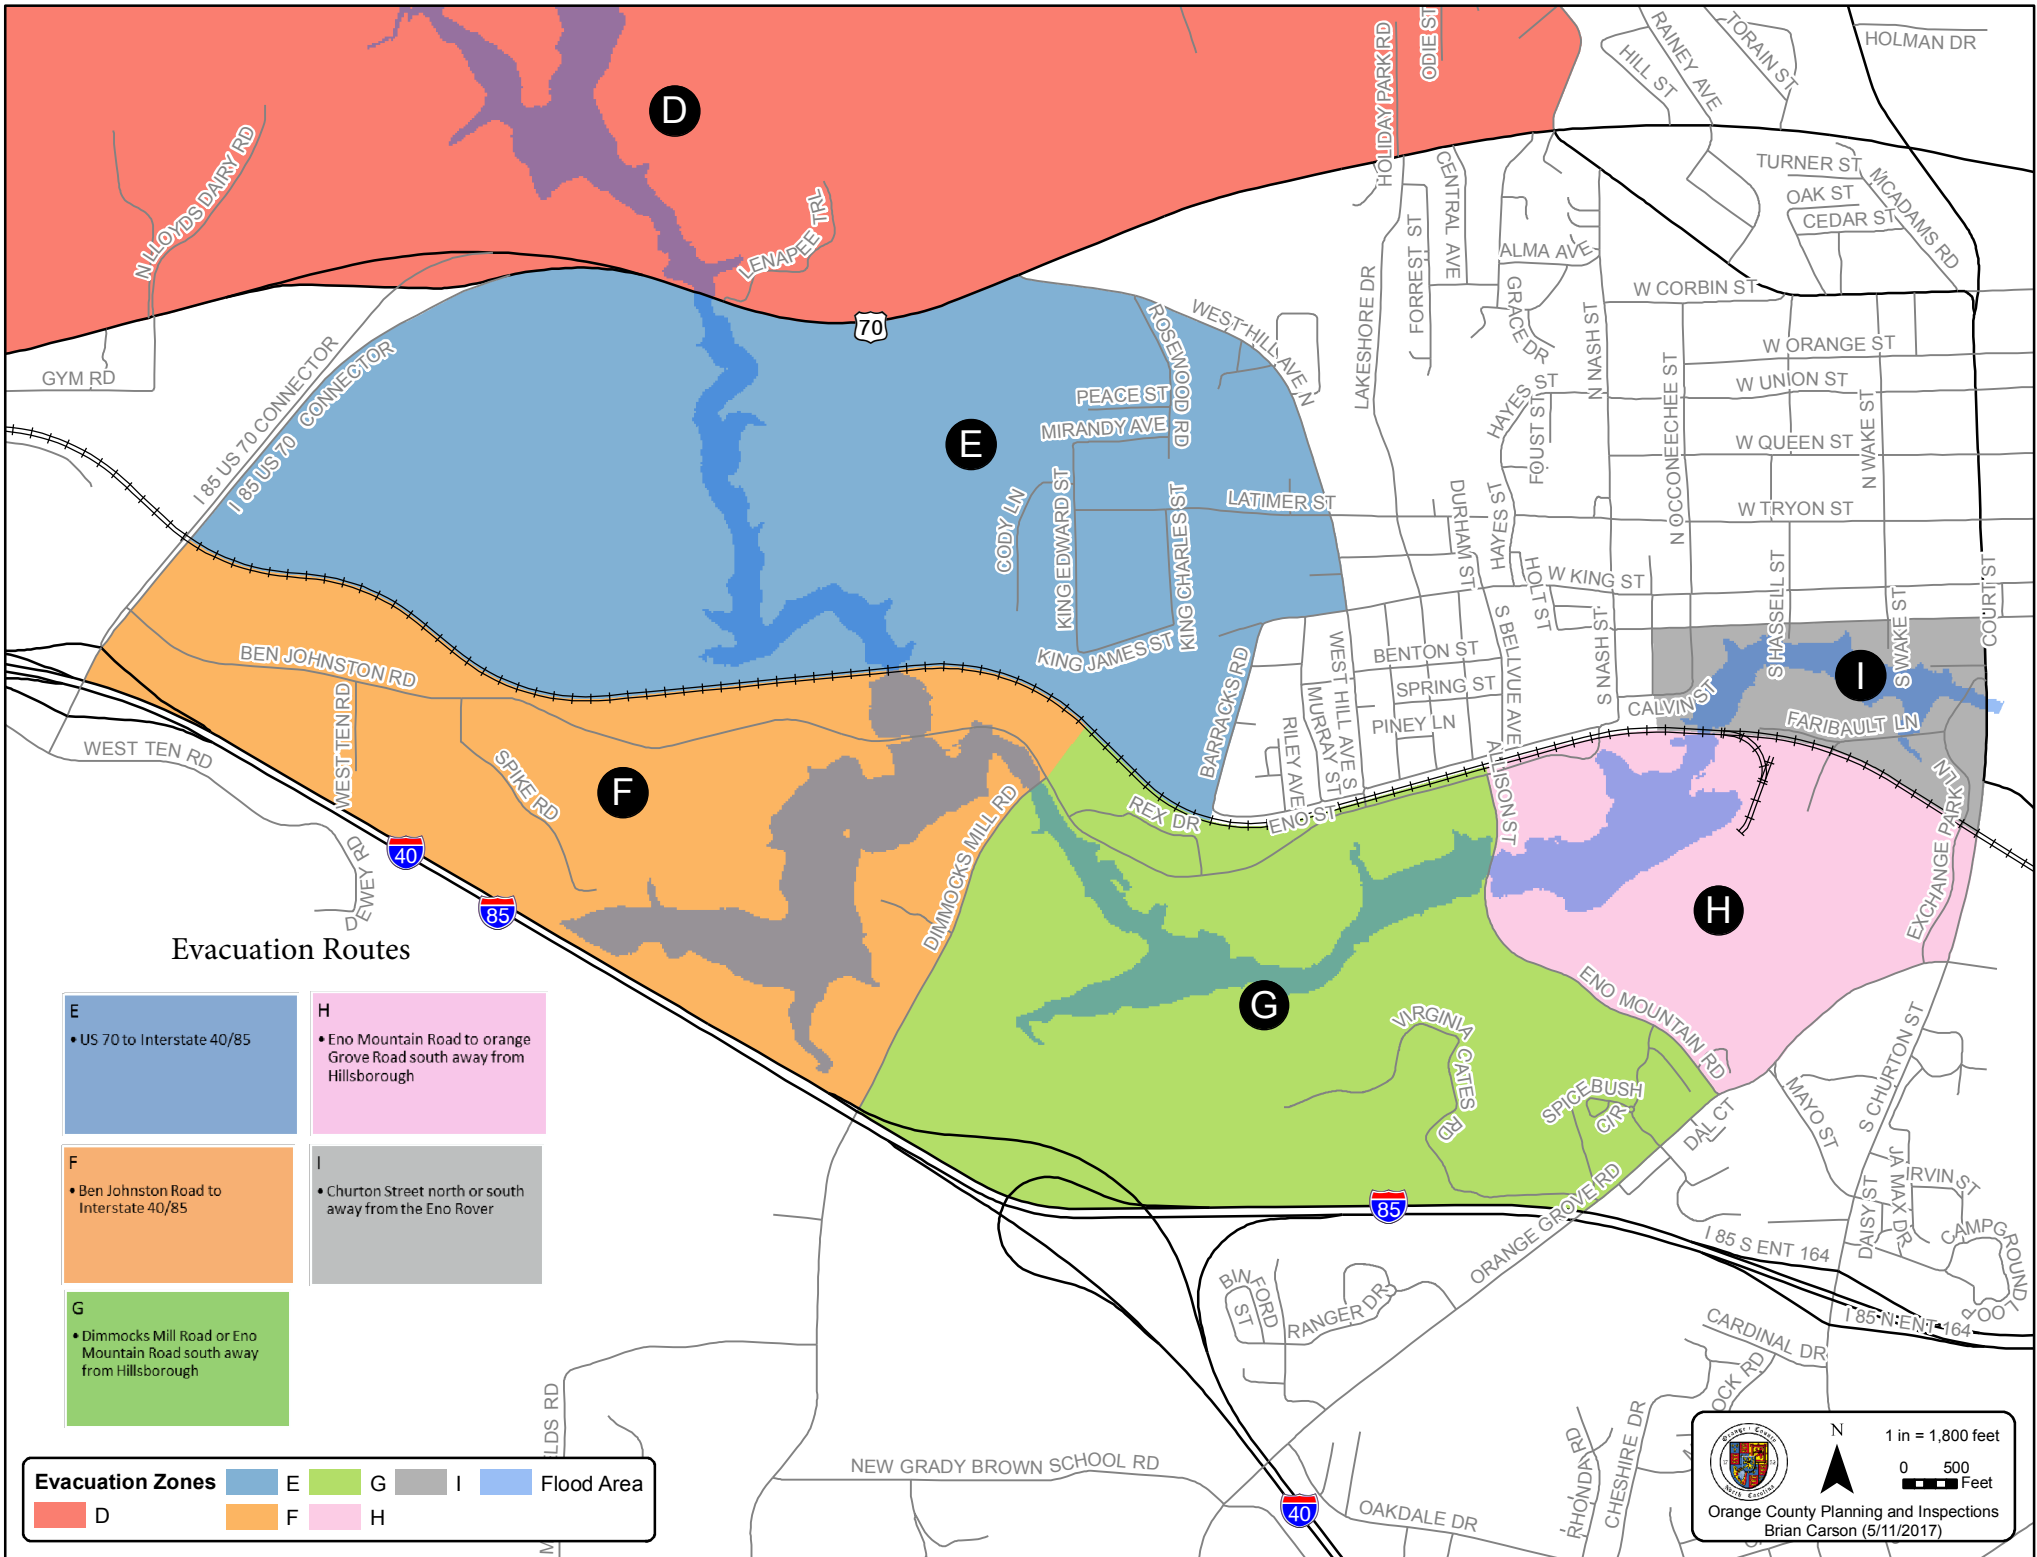 HOLMAN DR
RAINEY AVE
TORAIN ST
HILL ST
ODIE ST
HOLIDAY PARK RD
D
N LLOYDS DAIRY RD
LENAPEE TRL
CENTRAL AVE
TURNER ST
OAK ST
CEDAR ST
MCADAMS RD
ALMA AVE
FORREST ST
LAKESHORE DR
GRACE DR
N NASH ST
W CORBIN ST
70
ROSEWOOD RD
WEST HILL AVE N
W ORANGE ST
W UNION ST
GYM RD
I 85 US 70 CONNECTOR
I 85 US 70 CONNECTOR
PEACE ST
MIRANDY AVE
E
HAYES ST
FOUST ST
N OCCONEECHEE ST
N WAKE ST
W QUEEN ST
W TRYON ST
LATIMER ST
CODY LN
KING EDWARD ST
KING CHARLES ST
DURHAM ST
HAYES ST
HOLT ST
W KING ST
S HASSELL ST
S WAKE ST
COURT ST
KING JAMES ST
BARRACKS RD
BENTON ST
SPRING ST
PINEY LN
S BELLVUE AVE
S NASH ST
CALVIN ST
I
FARIBAULT LN
BEN JOHNSTON RD
WEST TEN RD
WEST TEN RD
SPIKE RD
F
RILEY AVE
MURRAY ST
WEST HILL AVE S
ALLISON ST
ENO ST
REX DR
DIMMOCKS MILL RD
EXCHANGE PARK LN
DEWEY RD
40
85
H
G
ENO MOUNTAIN RD
VIRGINIA CATES RD
SPICEBUSH CIR
DAL CT
MAYO ST
S CHURTON ST
JA MAX DR
IRVIN ST
DAISY ST
CAMPGROUND LOOP
ORANGE GROVE RD
85
I 85 S ENT 164
I 85 N ENT 164
BINFORD ST
RANGER DR
CARDINAL DR
OCK RD
CHESHIRE DR
RHONDA RD
NEW GRADY BROWN SCHOOL RD
OAKDALE DR
40
ELDS RD
Evacuation Routes
E
• US 70 to Interstate 40/85
H
• Eno Mountain Road to orange
Grove Road south away from
Hillsborough
F
• Ben Johnston Road to
Interstate 40/85
I
• Churton Street north or south
away from the Eno Rover
G
• Dimmocks Mill Road or Eno
Mountain Road south away
from Hillsborough
Evacuation Zones
D
E
F
G
H
I
Flood Area
N
1 in = 1,800 feet
0 500
Feet
Orange County Planning and Inspections
Brian Carson (5/11/2017)